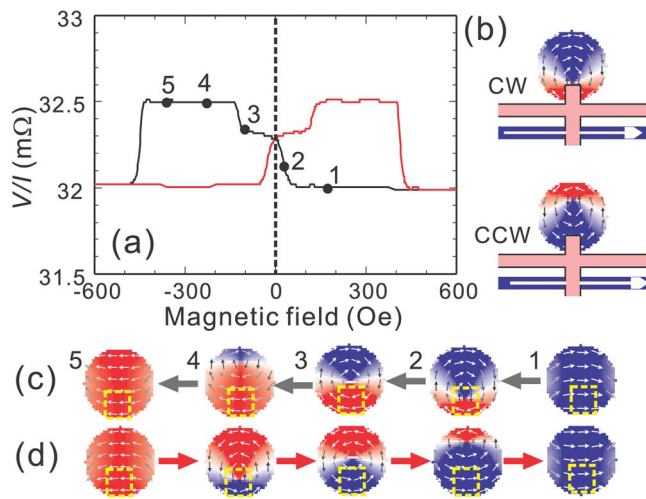 33
32.5
32
31.5
V/I (mΩ)
5
4
3
2
1
(a)
-600
-300
0
300
600
Magnetic field (Oe)
(b)
CW
CCW
5
4
3
2
1
(c)
(d)